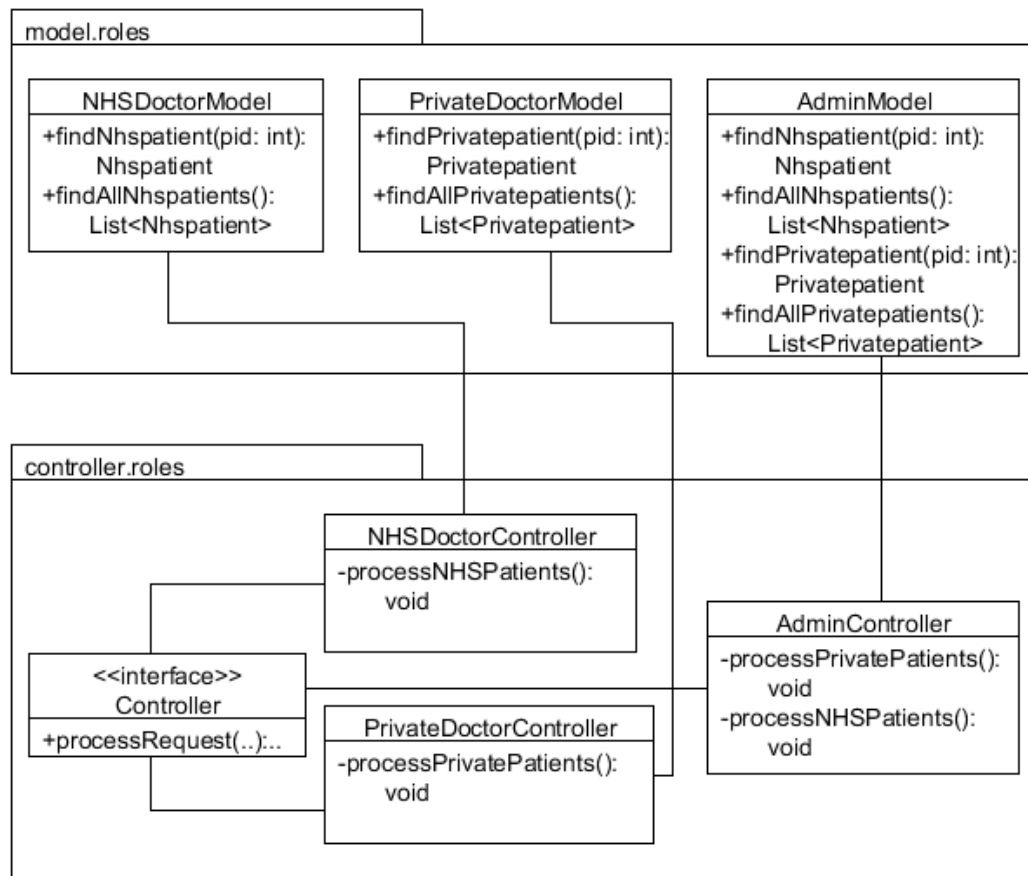 model.roles
NHSDoctorModel
+findNhspatient(pid: int):
Nhspatient
+findAllNhspatients():
List<Nhspatient>
PrivateDoctorModel
+findPrivatepatient(pid: int):
Privatepatient
+findAllPrivatepatients():
List<Privatepatient>
AdminModel
+findNhspatient(pid: int):
Nhspatient
+findAllNhspatients():
List<Nhspatient>
+findPrivatepatient(pid: int):
Privatepatient
+findAllPrivatepatients():
List<Privatepatient>
controller.roles
NHSDoctorController
-processNHSPatients():
void
<<interface>>
Controller
+processRequest(..):..
PrivateDoctorController
-processPrivatePatients():
void
AdminController
-processPrivatePatients():
void
-processNHSPatients():
void